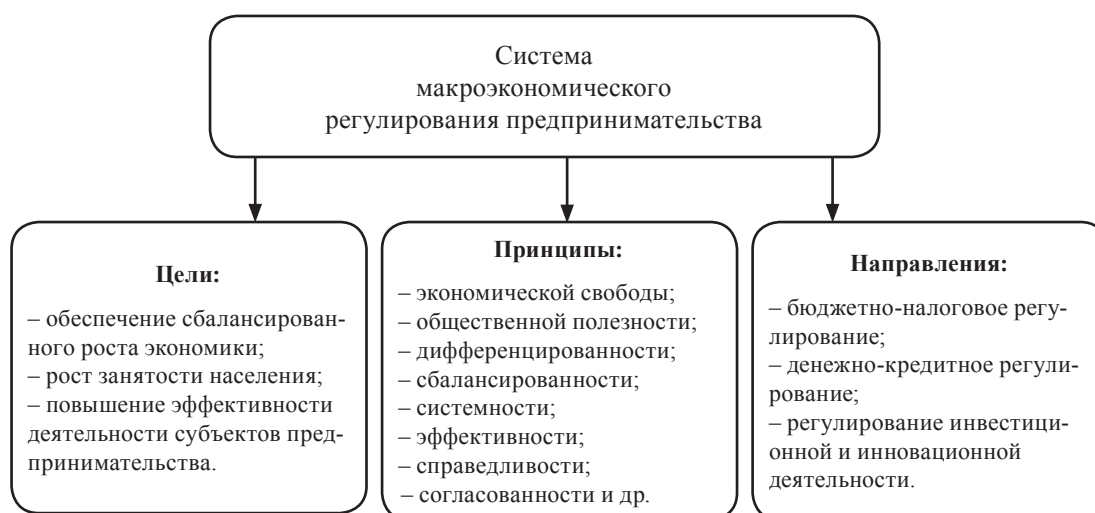 Система
макроэкономического
регулирования предпринимательства
Цели:
– обеспечение сбалансирован-
ного роста экономики;
– рост занятости населения;
– повышение эффективности
деятельности субъектов пред-
принимательства.
Принципы:
– экономической свободы;
– общественной полезности;
– дифференцированности;
– сбалансированности;
– системности;
– эффективности;
– справедливости;
– согласованности и др.
Направления:
– бюджетно-налоговое регу-
лирование;
– денежно-кредитное регули-
рование;
– регулирование инвестици-
онной и инновационной
деятельности.